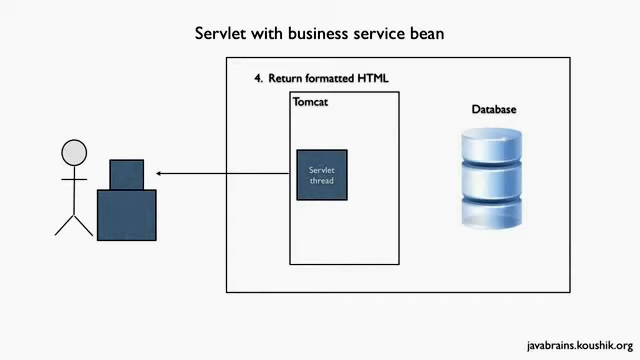 Servlet with business service bean
4. Return formatted HTML
Tomcat
Database
Servlet
thread
javabrains.koushik.org